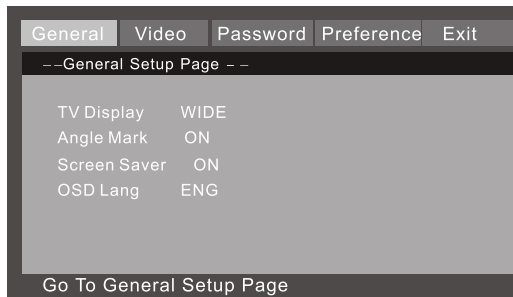 General Video Password Preference Exit
--General Setup Page – –
TV Display WIDE
Angle Mark ON
Screen Saver ON
OSD Lang ENG
Go To General Setup Page